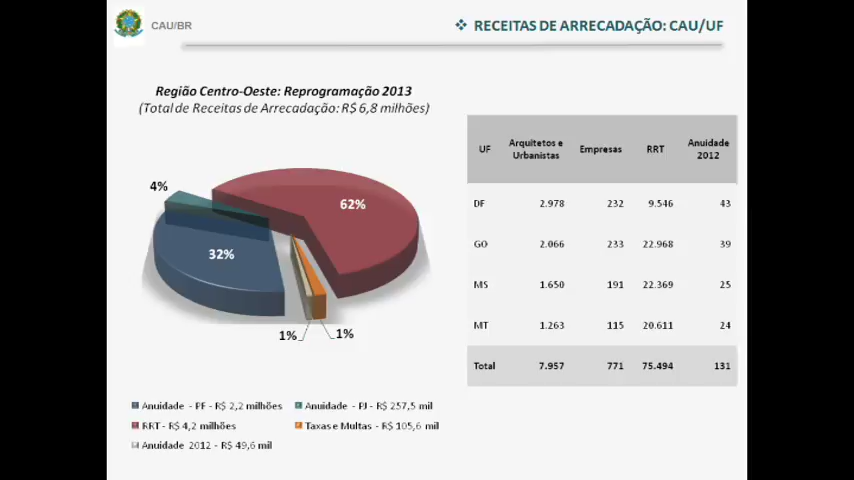 CAU/BR
❖ RECEITAS DE ARRECADAÇÃO: CAU/UF
Região Centro-Oeste: Reprogramação 2013
(Total de Receitas de Arrecadação: R$ 6,8 milhões)
4%
62%
32%
1%
1%
Anuidade - PF - R$ 2,2 milhões
Anuidade - PJ - R$ 257,5 mil
RRT - R$ 4,2 milhões
Taxas e Multas - R$ 105,6 mil
Anuidade 2012 - R$ 49,6 mil
UF Arquitetos e Urbanistas Empresas RRT Anuidade 2012
DF 2.978 232 9.546 43
GO 2.066 233 22.968 39
MS 1.650 191 22.369 25
MT 1.263 115 20.611 24
Total 7.957 771 75.494 131